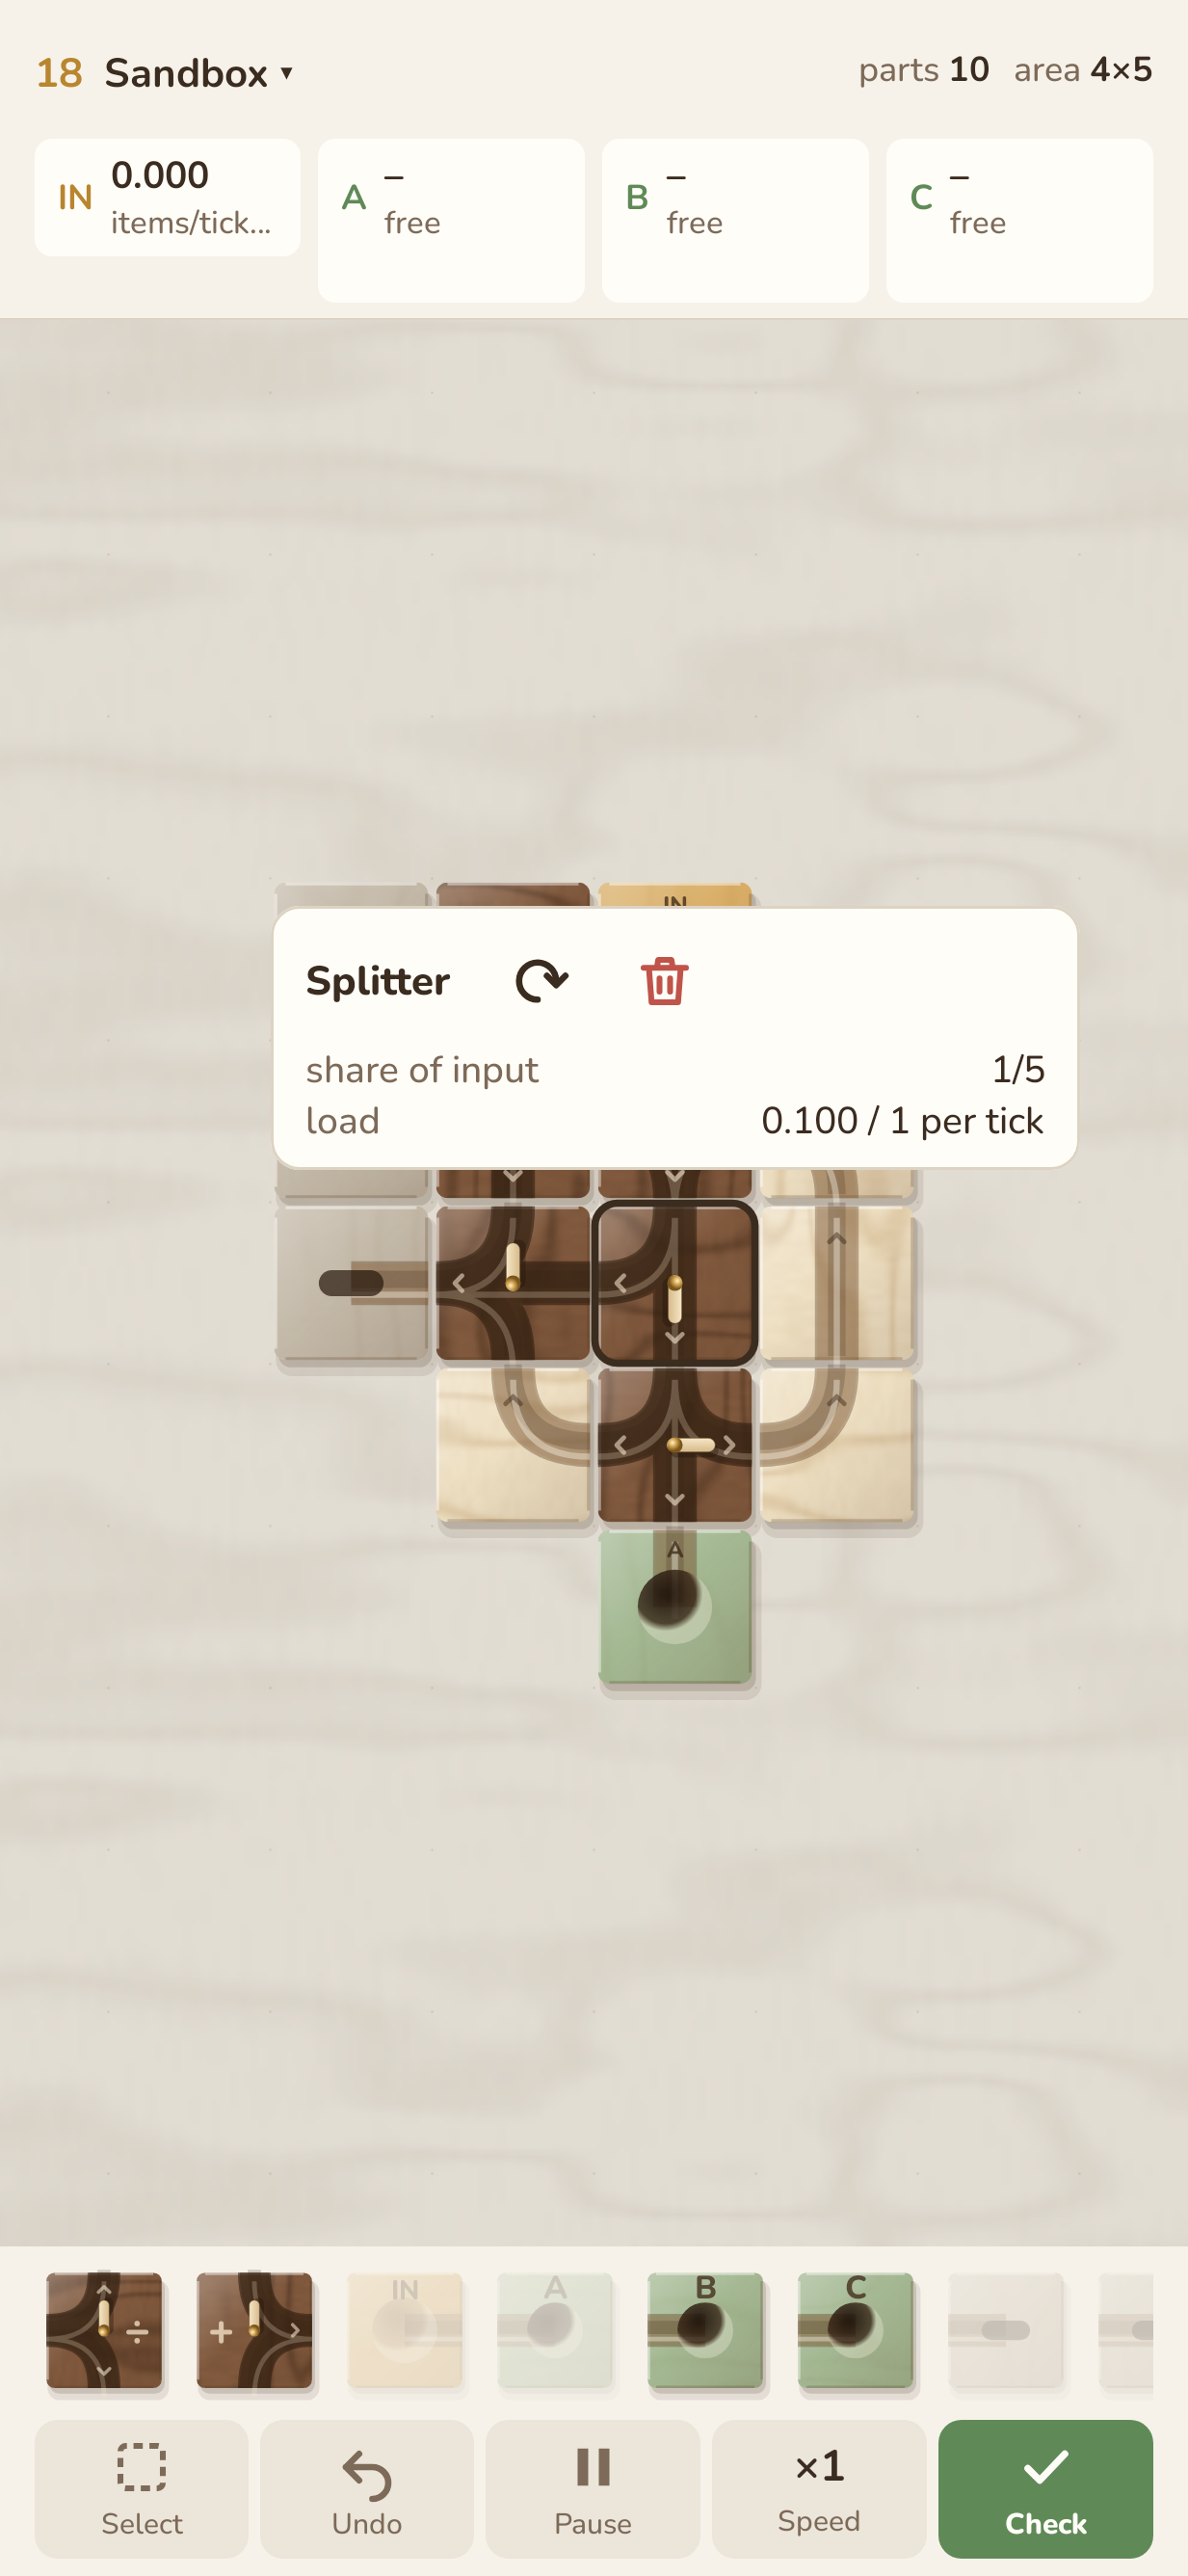 18 Sandbox ▾
parts 10 area 4×5
IN 0.000 items/tick...
A – free
B – free
C – free
IN
Splitter
share of input 1/5
load 0.100 / 1 per tick
A
÷ + IN A B C
Select
Undo
Pause
×1
Speed
Check